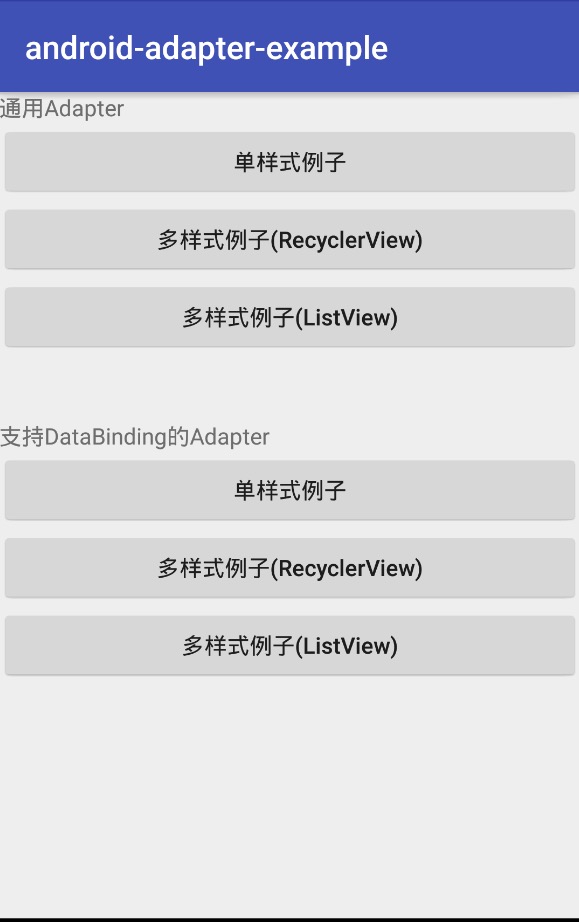 android-adapter-example
通用Adapter
单样式例子
多样式例子(RecyclerView)
多样式例子(ListView)
支持DataBinding的Adapter
单样式例子
多样式例子(RecyclerView)
多样式例子(ListView)